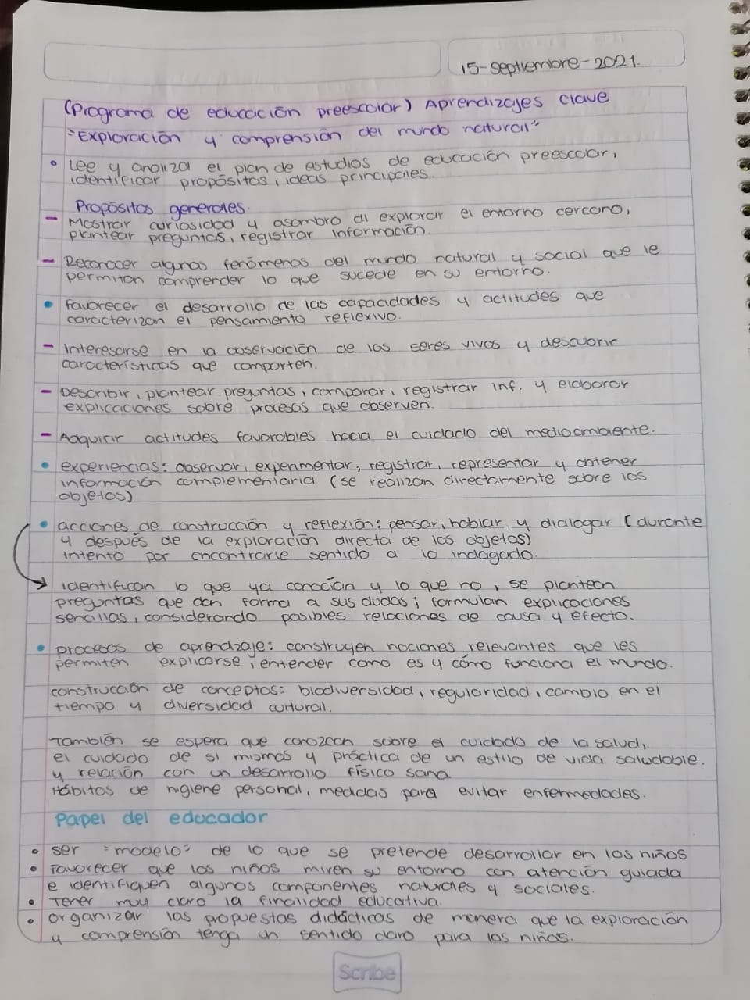 15-septiembre-2021.
(Programa de educación preescolar) Aprendizajes clave
"Exploración y comprensión del mundo natural"
• Lee y analiza el plan de estudios de educación preescolar,
identificar propósitos, ideas principales.
Propósitos generales.
- Mostrar curiosidad y asombro al explorar el entorno cercano,
plantear preguntas, registrar información.
- Reconocer algunos fenómenos del mundo natural y social que le
permitan comprender lo que sucede en su entorno.
• Favorecer el desarrollo de las capacidades y actitudes que
caracterizan el pensamiento reflexivo.
- Interesarse en la observación de los seres vivos y descubrir
características que comparten.
- Describir, plantear preguntas, comparar, registrar inf. y elaborar
explicaciones sobre procesos que observen.
- Adquirir actitudes favorables hacia el cuidado del medioambiente.
• experiencias: observar, experimentar, registrar, representar y obtener
información complementaria (se realizan directamente sobre los
objetos)
• acciones de construcción y reflexión: pensar, hablar y dialogar (durante
y después de la exploración directa de los objetos)
Intento por encontrarle sentido a lo indagado.
→ identifican lo que ya conocían y lo que no, se plantean
preguntas que dan forma a sus dudas; formulan explicaciones
sencillas, considerando posibles relaciones de causa y efecto.
• procesos de aprendizaje: construyen nociones relevantes que les
permiten explicarse, entender como es y cómo funciona el mundo.
construcción de conceptos: biodiversidad, regularidad, cambio en el
tiempo y diversidad cultural.
También se espera que conozcan sobre el cuidado de la salud,
el cuidado de sí mismos y práctica de un estilo de vida saludable.
y relación con un desarrollo físico sano.
Hábitos de higiene personal, medidas para evitar enfermedades.
Papel del educador
• Ser "modelo" de lo que se pretende desarrollar en los niños
• Favorecer que los niños miren su entorno con atención guiada
e identifiquen algunos componentes naturales y sociales.
• Tener muy claro la finalidad educativa.
• organizar las propuestas didácticas de manera que la exploración
y comprensión tenga un sentido claro para los niños.
Scribe